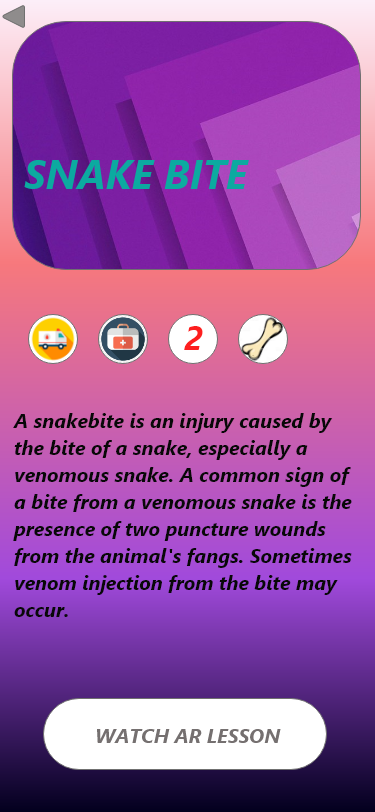 SNAKE BITE
2
A snakebite is an injury caused by
the bite of a snake, especially a
venomous snake. A common sign of
a bite from a venomous snake is the
presence of two puncture wounds
from the animal's fangs. Sometimes
venom injection from the bite may
occur.
WATCH AR LESSON